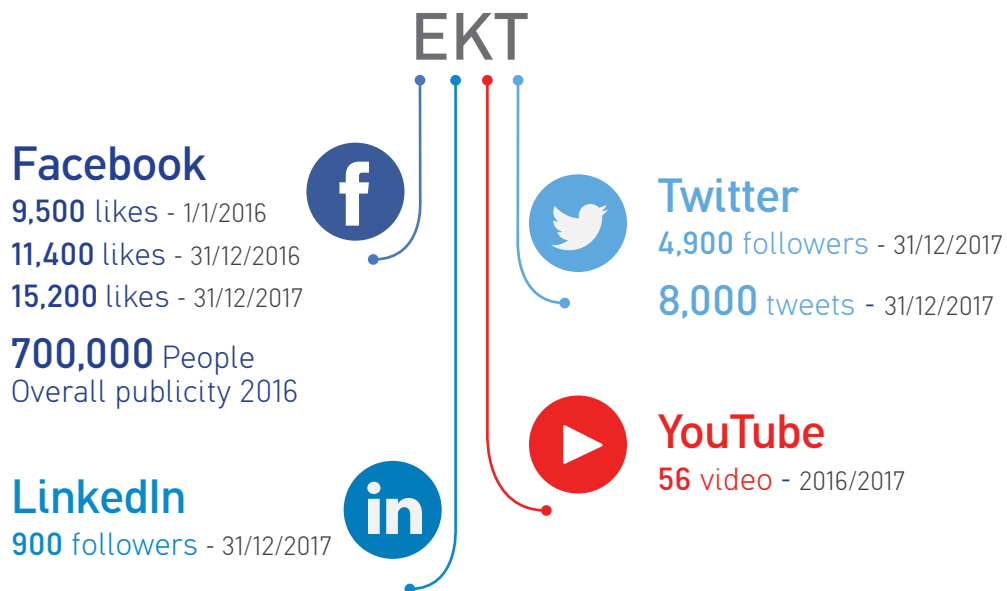 EKT
Facebook
9,500 likes - 1/1/2016
11,400 likes - 31/12/2016
15,200 likes - 31/12/2017
700,000 People
Overall publicity 2016
LinkedIn
900 followers - 31/12/2017
Twitter
4,900 followers - 31/12/2017
8,000 tweets - 31/12/2017
YouTube
56 video - 2016/2017
f
in